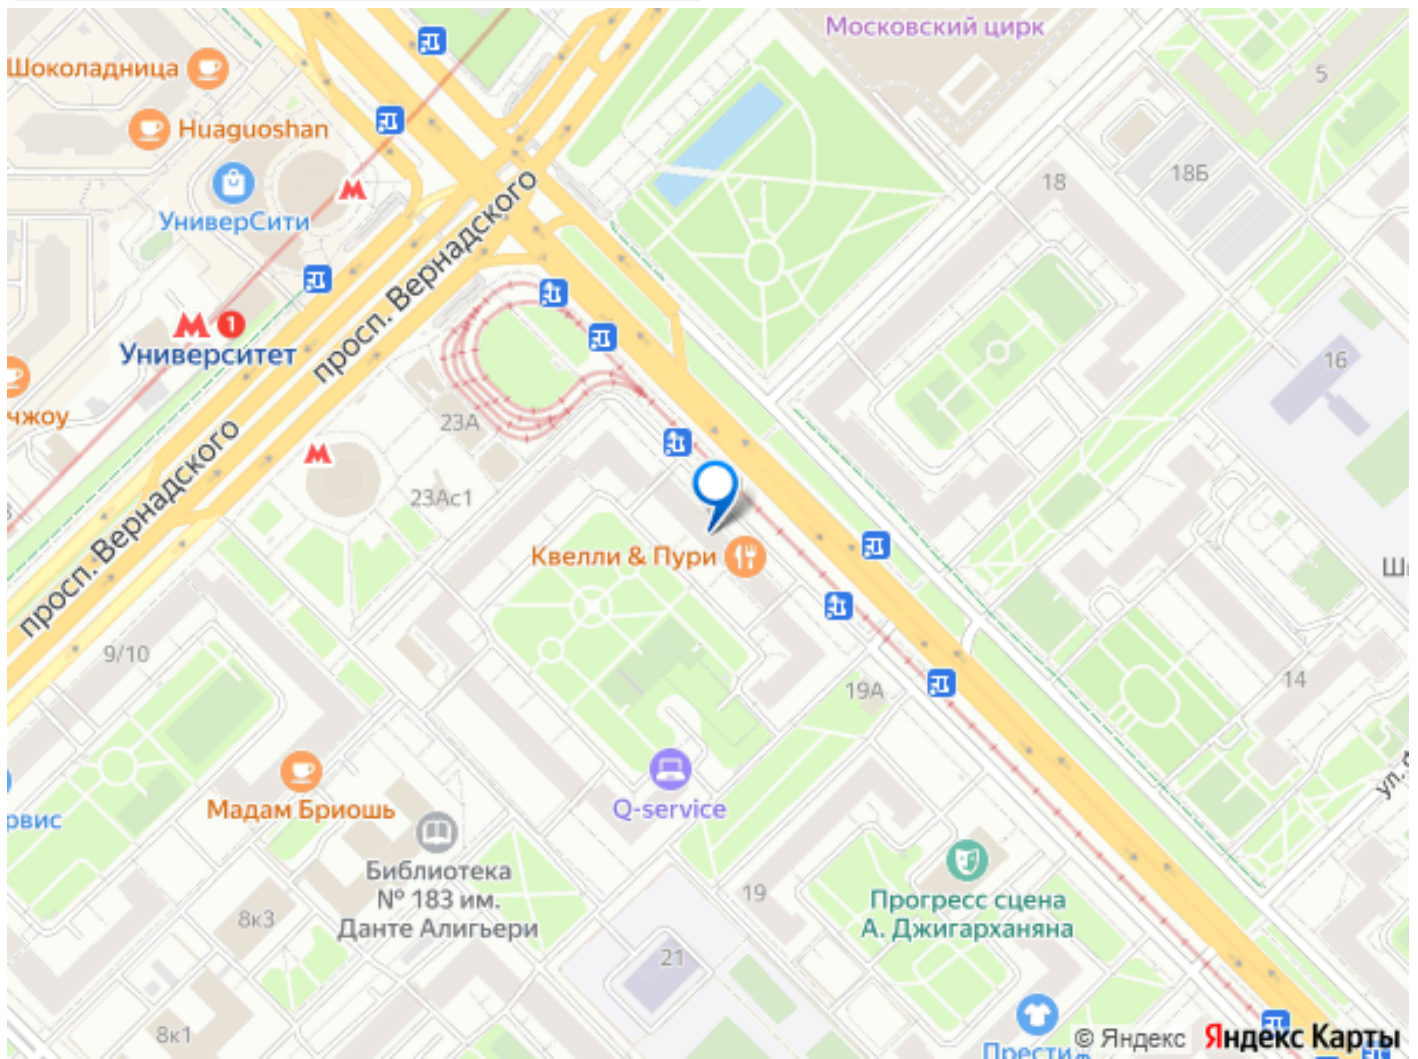 Московский цирк
Шоколадница
5
Huaguoshan
18Б
18
УниверСити
просп. Вернадского
1
Университет
16
чжоу
23А
просп. Вернадского
23Ас1
Квелли & Пури
9/10
14
19А
Мадам Бриошь
Q-service
рвис
Библиотека
№ 183 им.
Данте Алигьери
19
Прогресс сцена
А. Джигарханяна
8к3
21
8к1
© Яндекс
Яндекс Карты